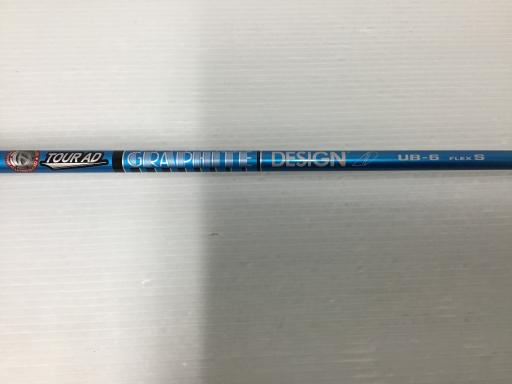 TOUR AD GRAPHITE DESIGN UB-6 FLEX S